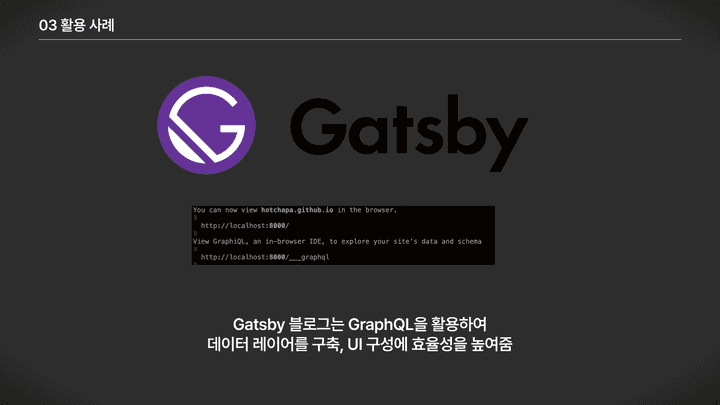 03 활용 사례
Gatsby
You can now view hotchapa.github.io in the browser.
http://localhost:8000/
View GraphiQL, an in-browser IDE, to explore your site's data and schema
http://localhost:8000/___graphql
Gatsby 블로그는 GraphQL을 활용하여
데이터 레이어를 구축, UI 구성에 효율성을 높여줌